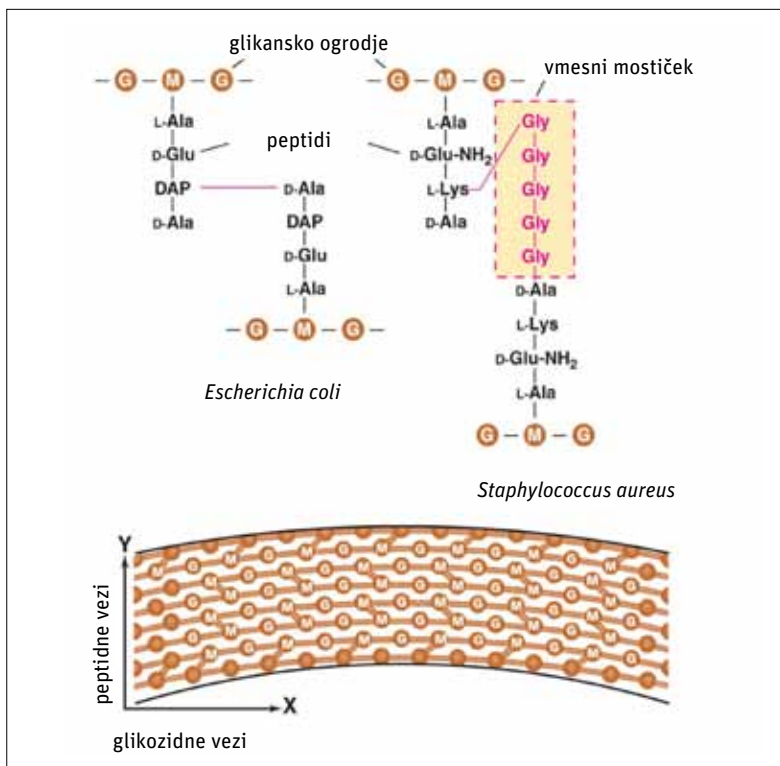 glikansko ogrodje
vmesni mostiček
G M G
G M G
L-Ala
D-Glu
DAP
D-Ala
peptidi
L-Ala
D-Glu-NH₂
L-Lys
D-Ala
Gly
Gly
Gly
Gly
Gly
D-Ala
DAP
D-Glu
L-Ala
G M G
Escherichia coli
D-Ala
L-Lys
D-Glu-NH₂
L-Ala
G M G
Staphylococcus aureus
Y
peptidne vezi
X
glikozidne vezi